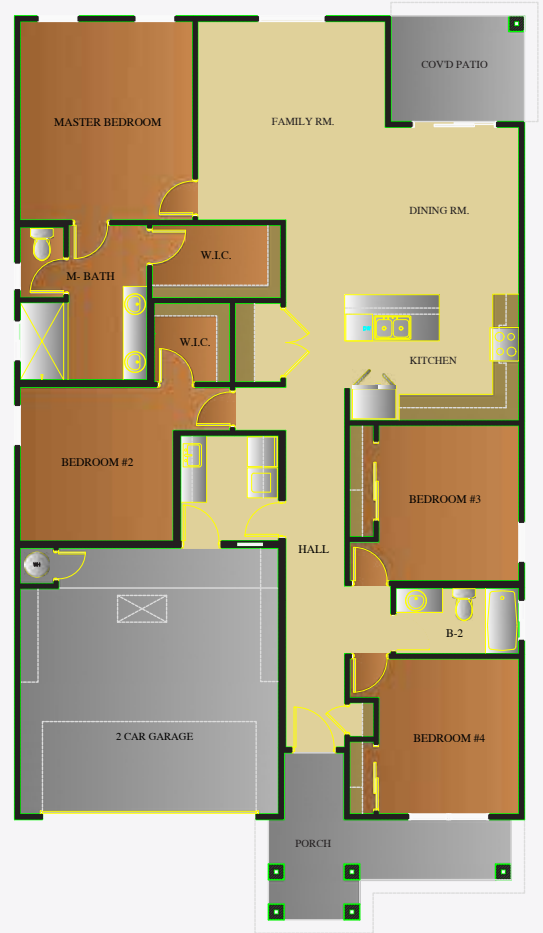 COV'D PATIO
MASTER BEDROOM
FAMILY RM.
DINING RM.
W.I.C.
M- BATH
W.I.C.
KITCHEN
BEDROOM #2
BEDROOM #3
HALL
WH
B-2
2 CAR GARAGE
BEDROOM #4
PORCH